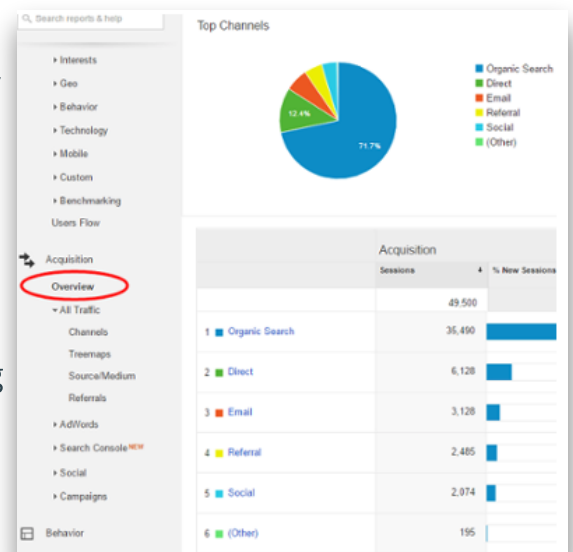 Search reports & help
Interests
Geo
Behavior
Technology
Mobile
Custom
Benchmarking
Users Flow
Acquisition
Overview
All Traffic
Channels
Treemaps
Source/Medium
Referrals
AdWords
Search Console NEW
Social
Campaigns
Behavior
g
Top Channels
12.4%
71.7%
Organic Search
Direct
Email
Referral
Social
(Other)
Acquisition
Sessions % New Sessions
49,500
1 Organic Search 35,490
2 Direct 6,128
3 Email 3,128
4 Referral 2,485
5 Social 2,074
6 (Other) 195